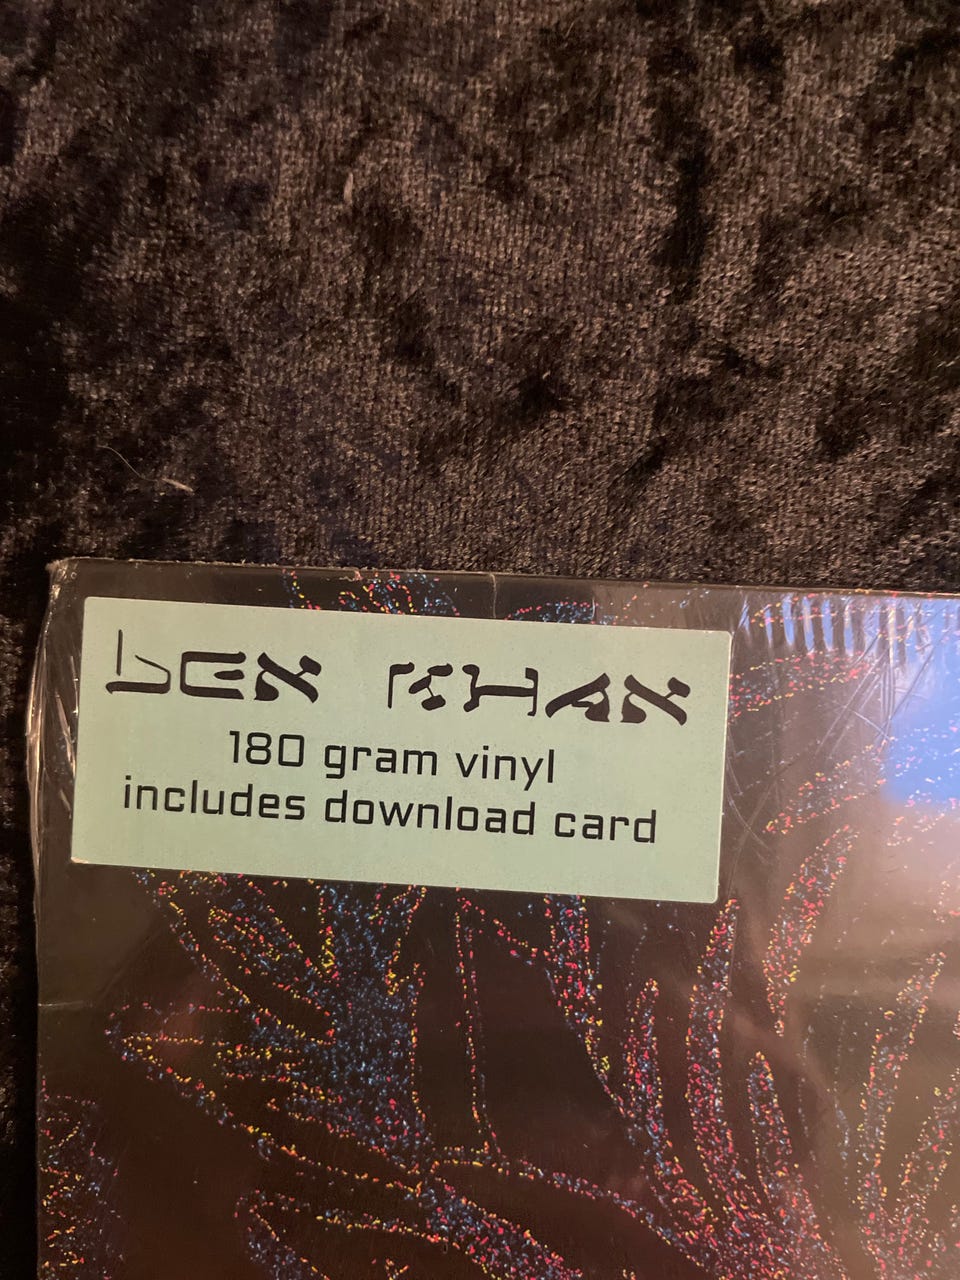 BEN KHAN
180 gram vinyl
includes download card